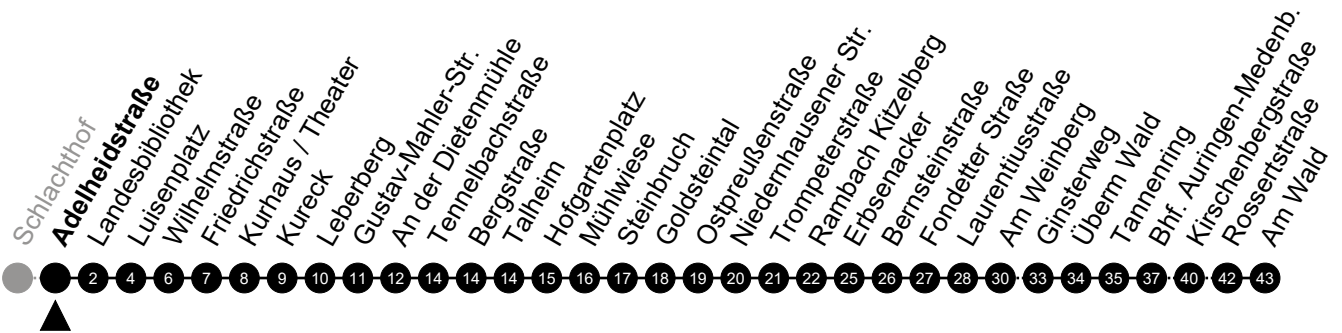 Schlachthof
Adelheidstraße
Landesbibliothek
Luisenplatz
Wilhelmstraße
Friedrichstraße
Kurhaus / Theater
Kureck
Leberberg
Gustav-Mahler-Str.
An der Dietenmühle
Tennelbachstraße
Bergstraße
Talheim
Hofgartenplatz
Mühlwiese
Steinbruch
Goldsteintal
Ostpreußenstraße
Niedernhausener Str.
Trompeterstraße
Rambach Kitzelberg
Erbsenacker
Bernsteinstraße
Fondetter Straße
Laurentiusstraße
Am Weinberg
Ginsterweg
Überm Wald
Tannenring
Bhf. Auringen-Medenb.
Kirschenbergstraße
Rossertstraße
Am Wald
2 4 6 7 8 9 10 11 12 14 14 14 15 16 17 18 19 20 21 22 25 26 27 28 30 33 34 35 37 40 42 43